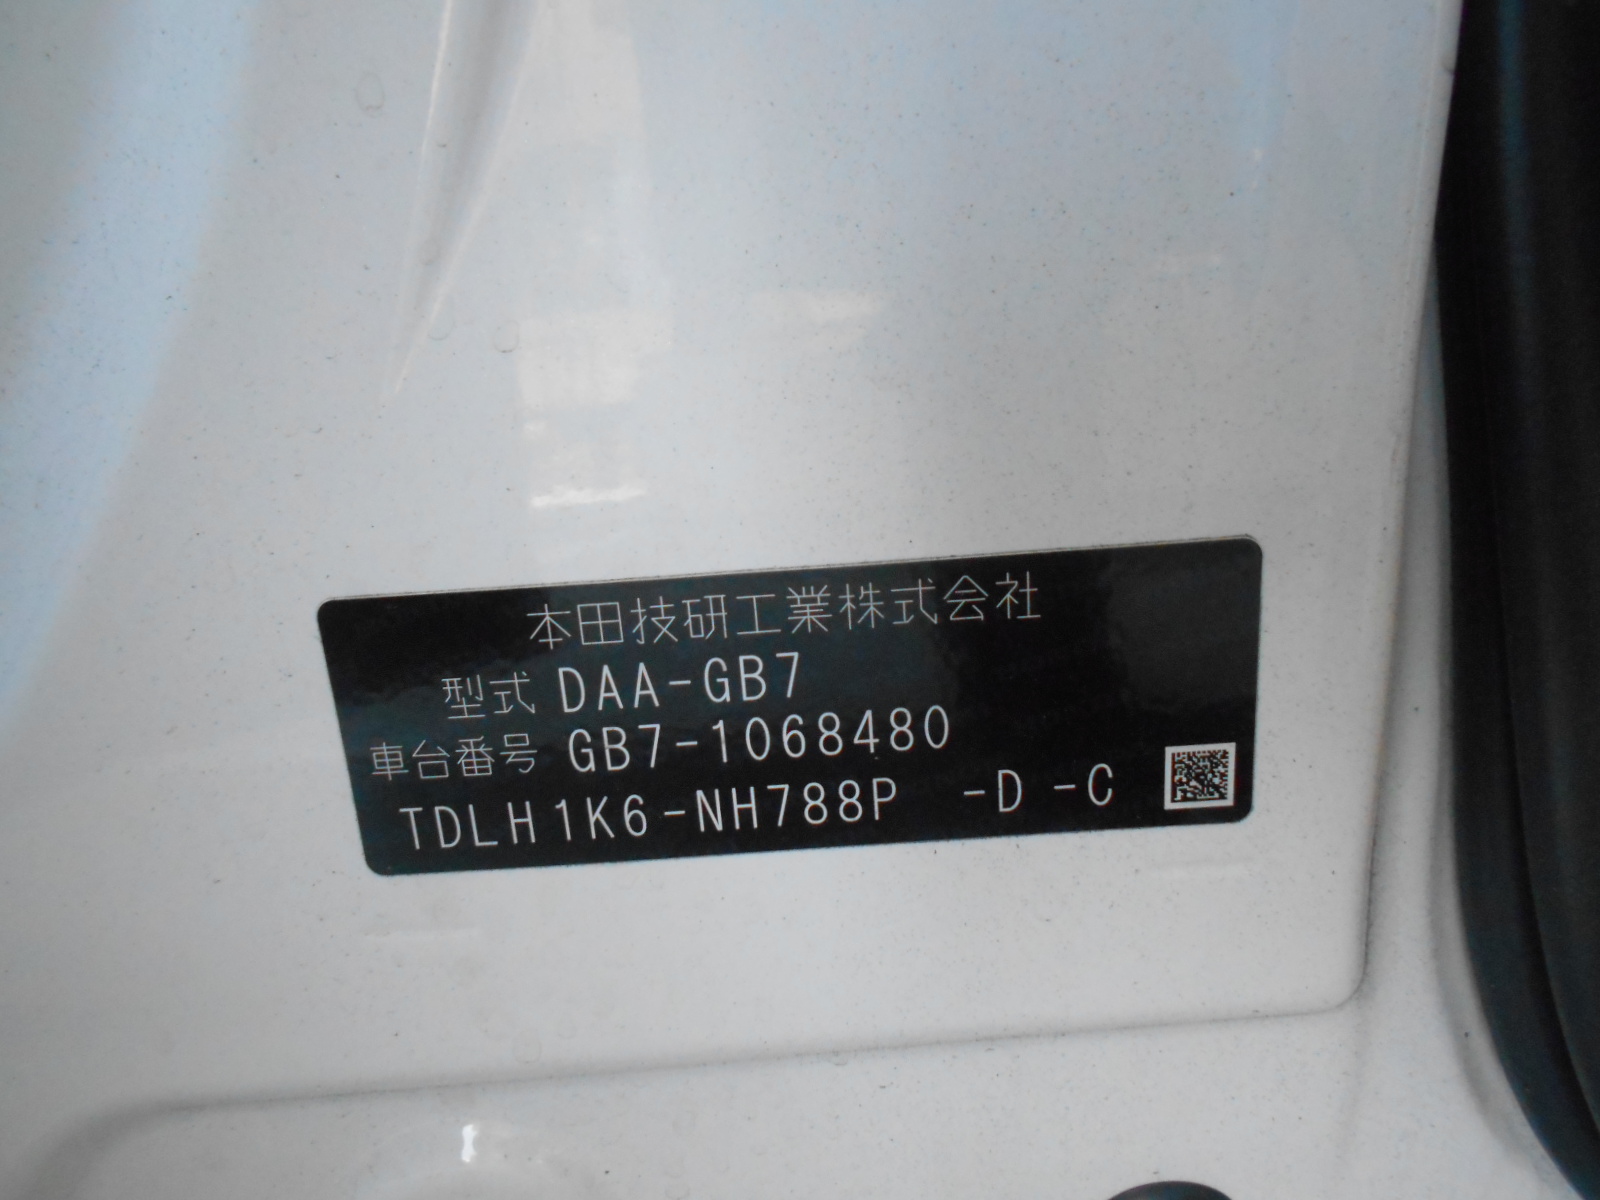 本田技研工業株式会社
型式 DAA-GB7
車台番号 GB7-1068480
TDLH1K6-NH788P -D -C